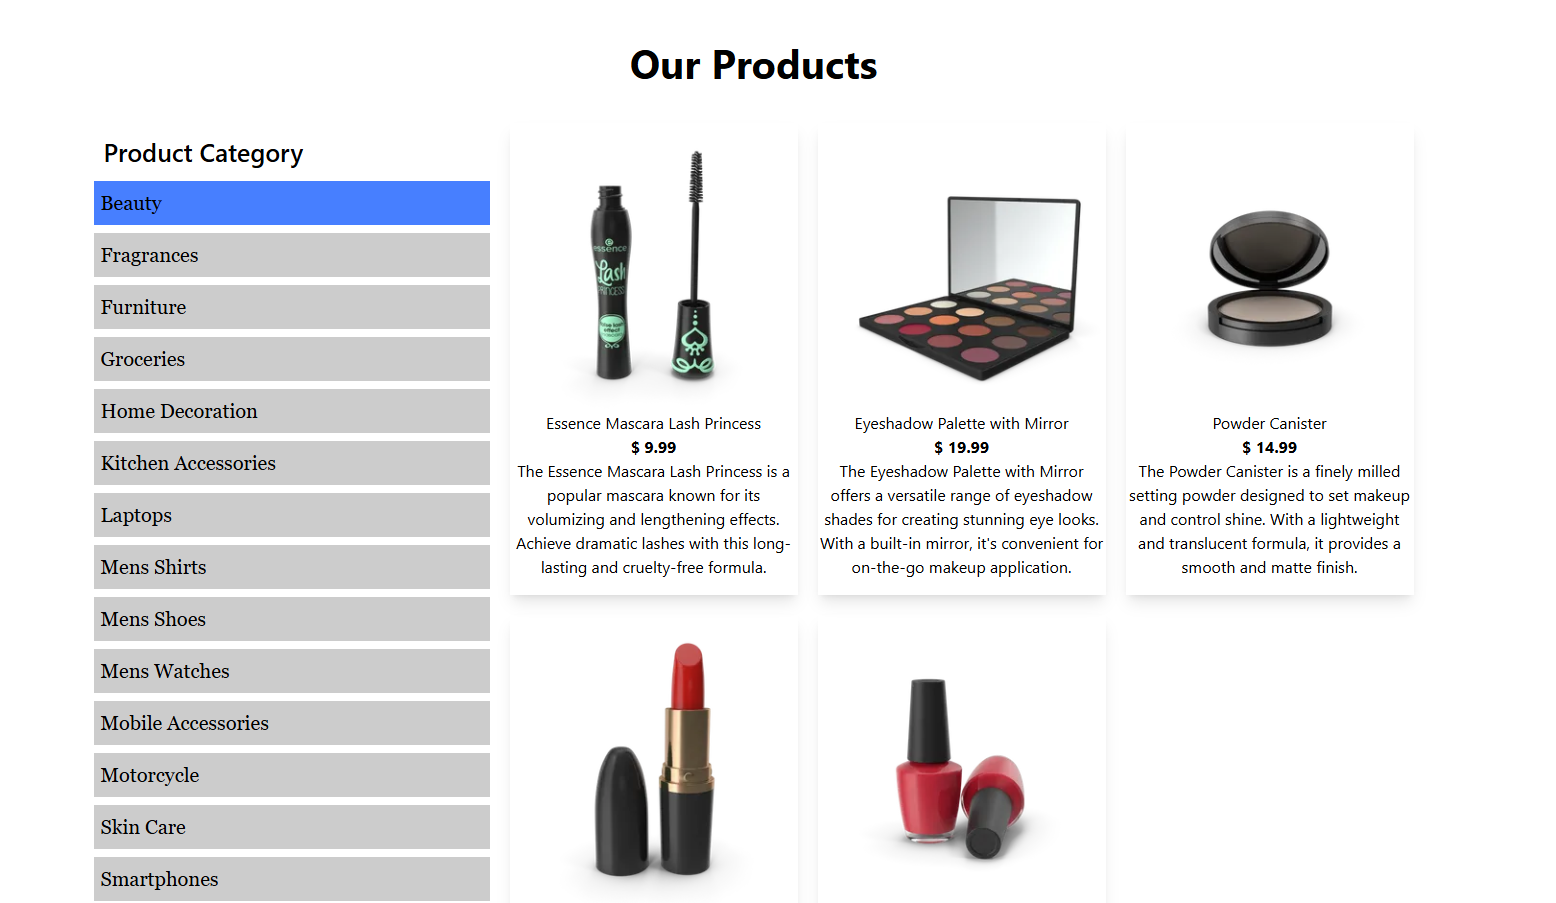 Our Products
Product Category
Beauty
Fragrances
Furniture
Groceries
Home Decoration
Kitchen Accessories
Laptops
Mens Shirts
Mens Shoes
Mens Watches
Mobile Accessories
Motorcycle
Skin Care
Smartphones
essence
Lash
PRINCESS
Essence Mascara Lash Princess
$ 9.99
The Essence Mascara Lash Princess is a
popular mascara known for its
volumizing and lengthening effects.
Achieve dramatic lashes with this long-
lasting and cruelty-free formula.
Eyeshadow Palette with Mirror
$ 19.99
The Eyeshadow Palette with Mirror
offers a versatile range of eyeshadow
shades for creating stunning eye looks.
With a built-in mirror, it's convenient for
on-the-go makeup application.
Powder Canister
$ 14.99
The Powder Canister is a finely milled
setting powder designed to set makeup
and control shine. With a lightweight
and translucent formula, it provides a
smooth and matte finish.